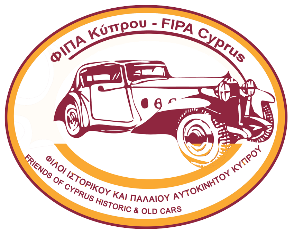 ΦΙΠΑ Κύπρου - FIPA Cyprus
ΦΙΛΟΙ ΙΣΤΟΡΙΚΟΥ ΚΑΙ ΠΑΛΑΙΟΥ ΑΥΤΟΚΙΝΗΤΟΥ ΚΥΠΡΟΥ
FRIENDS OF CYPRUS HISTORIC & OLD CARS